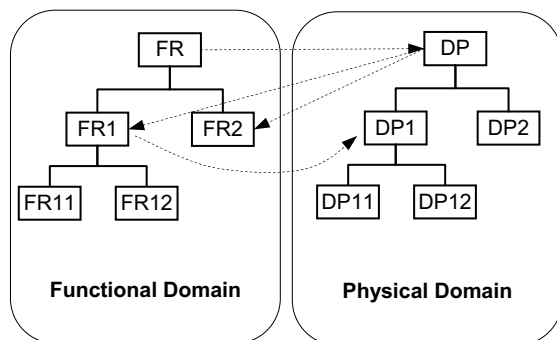 FR
DP
FR1
FR2
DP1
DP2
FR11
FR12
DP11
DP12
Functional Domain
Physical Domain